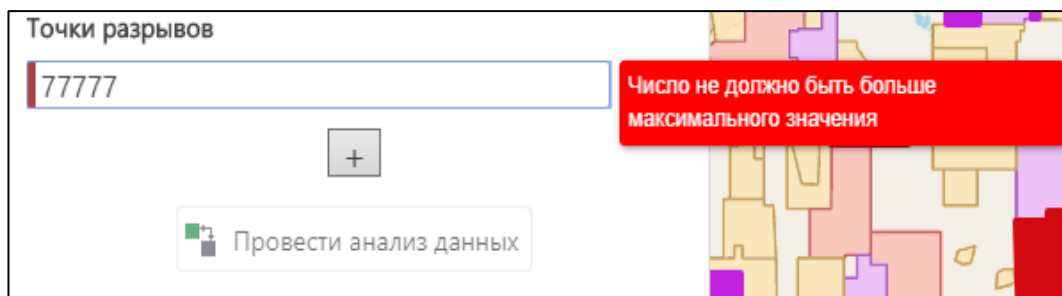 Точки разрывов
77777
Число не должно быть больше
максимального значения
+
Провести анализ данных